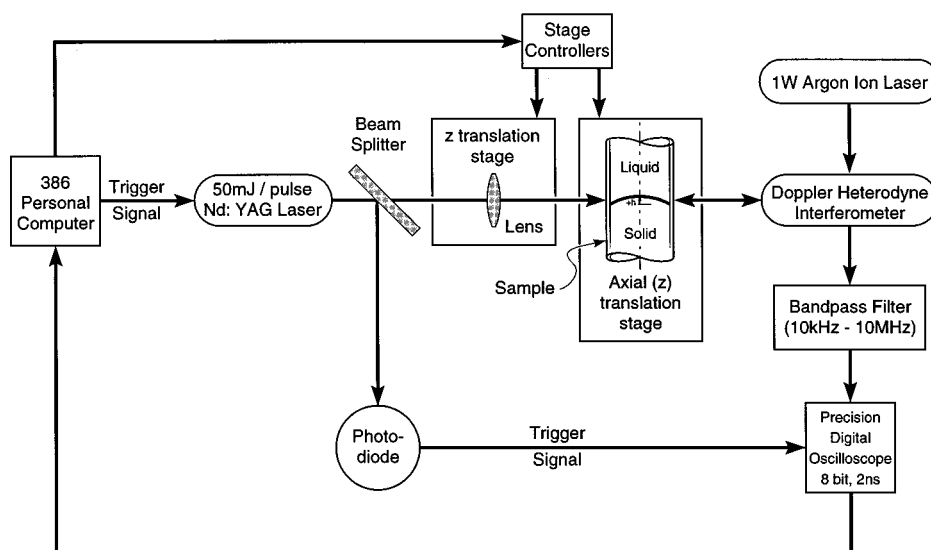 Stage
Controllers
1W Argon Ion Laser
Beam
Splitter
z translation
stage
Lens
Liquid
+h
Solid
Sample
Axial (z)
translation
stage
386
Personal
Computer
Trigger
Signal
50mJ / pulse
Nd: YAG Laser
Doppler Heterodyne
Interferometer
Bandpass Filter
(10kHz - 10MHz)
Photo-
diode
Trigger
Signal
Precision
Digital
Oscilloscope
8 bit, 2ns